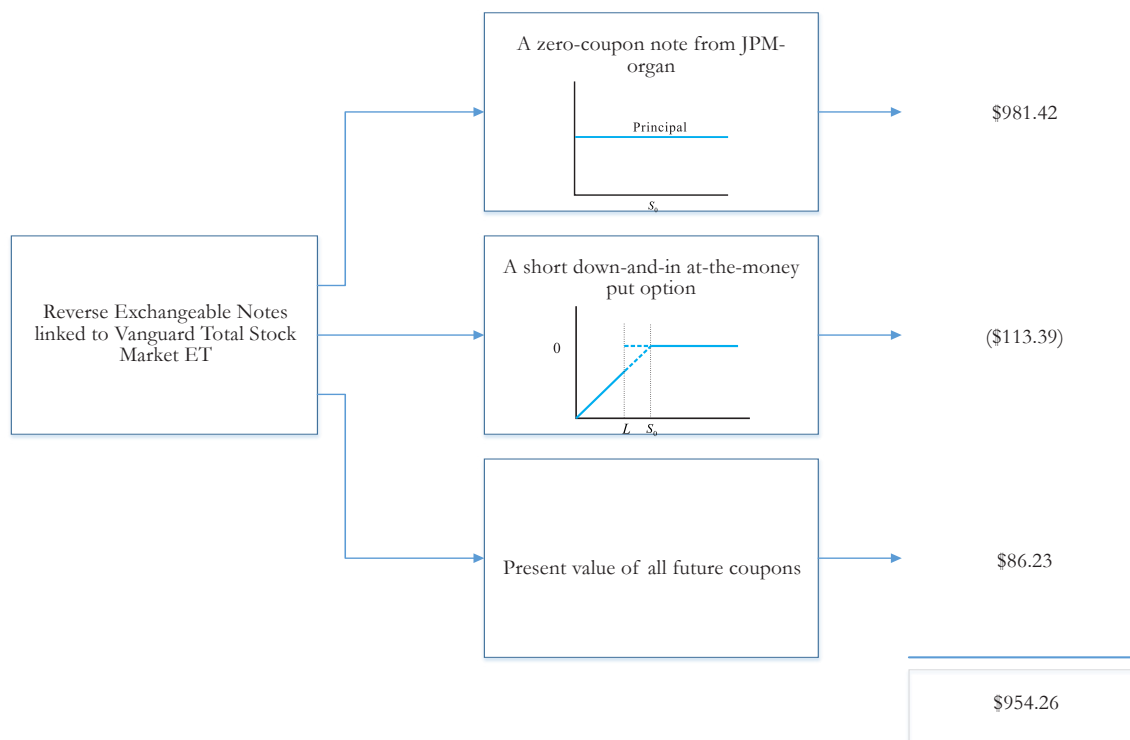 A zero-coupon note from JPM-
organ
Principal
S₀
$981.42
Reverse Exchangeable Notes
linked to Vanguard Total Stock
Market ET
A short down-and-in at-the-money
put option
0
L S₀
($113.39)
Present value of all future coupons
$86.23
$954.26